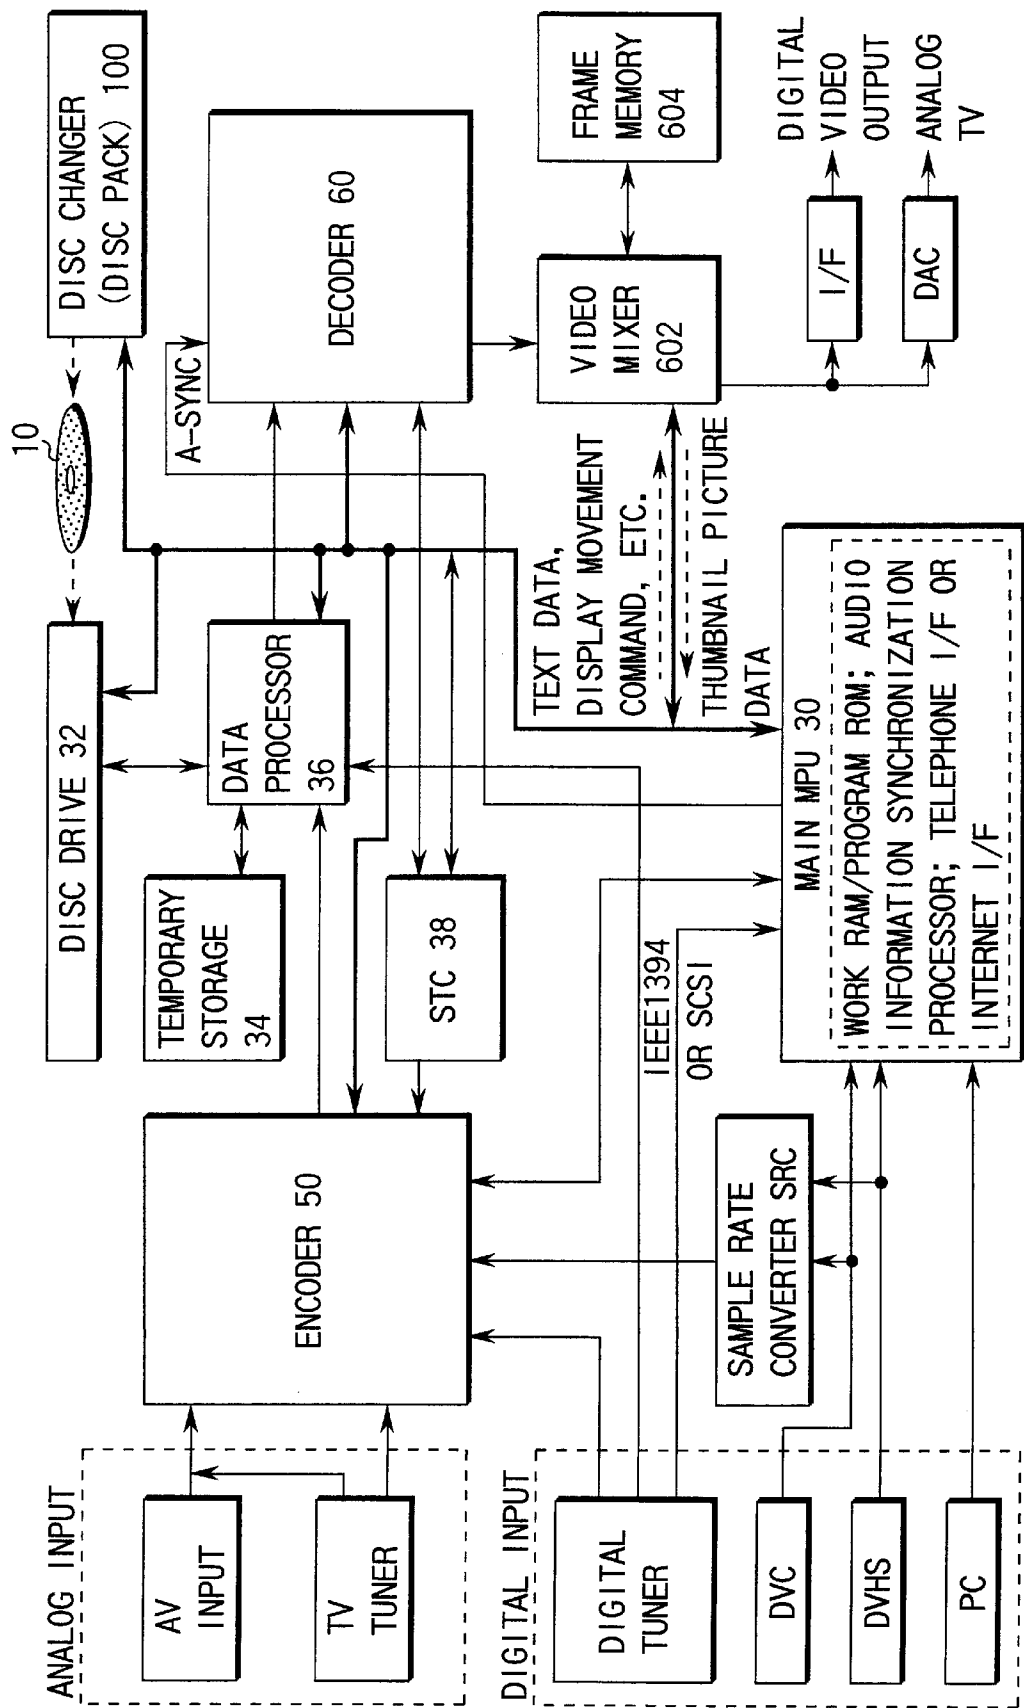 ANALOG INPUT
AV
INPUT
TV
TUNER
DIGITAL INPUT
DIGITAL
TUNER
DVC
DVHS
PC
ENCODER 50
SAMPLE RATE
CONVERTER SRC
DISC DRIVE 32
TEMPORARY
STORAGE
34
DATA
PROCESSOR
36
STC 38
IEEE1394
OR SCSI
MAIN MPU 30
WORK RAM/PROGRAM ROM; AUDIO
INFORMATION SYNCHRONIZATION
PROCESSOR; TELEPHONE I/F OR
INTERNET I/F
10
DISC CHANGER
(DISC PACK) 100
A-SYNC
DECODER 60
TEXT DATA,
DISPLAY MOVEMENT
COMMAND, ETC.
THUMBNAIL PICTURE
DATA
VIDEO
MIXER
602
FRAME
MEMORY
604
I/F
DAC
DIGITAL
VIDEO
OUTPUT
ANALOG
TV